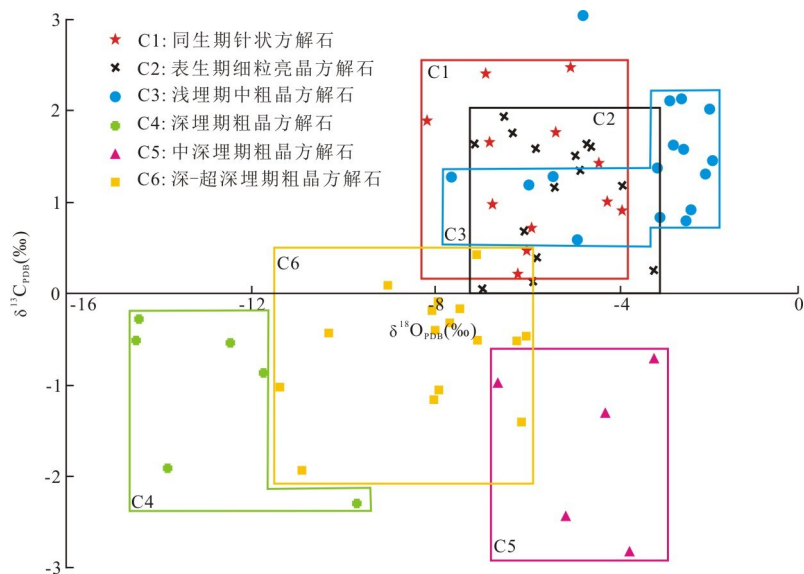 3
C1: 同生期针状方解石
C2: 表生期细粒亮晶方解石
C3: 浅埋期中粗晶方解石
C4: 深埋期粗晶方解石
C5: 中深埋期粗晶方解石
C6: 深-超深埋期粗晶方解石
C1
C2
2
1
C3
C6
δ¹³C_PDB(‰)
0
-16
-12
-8
-4
0
δ¹⁸O_PDB(‰)
-1
-2
C4
C5
-3